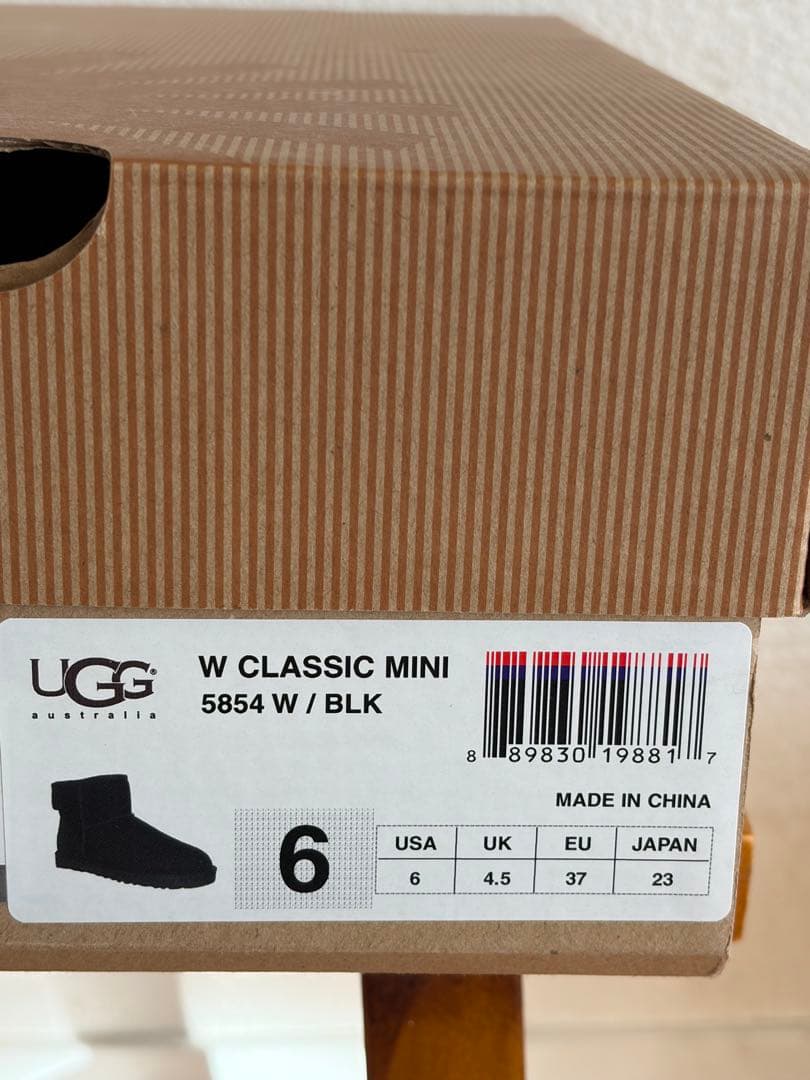 UGG®
australia
W CLASSIC MINI
5854 W / BLK
8 89830 19881 7
MADE IN CHINA
6
USA UK EU JAPAN
6 4.5 37 23